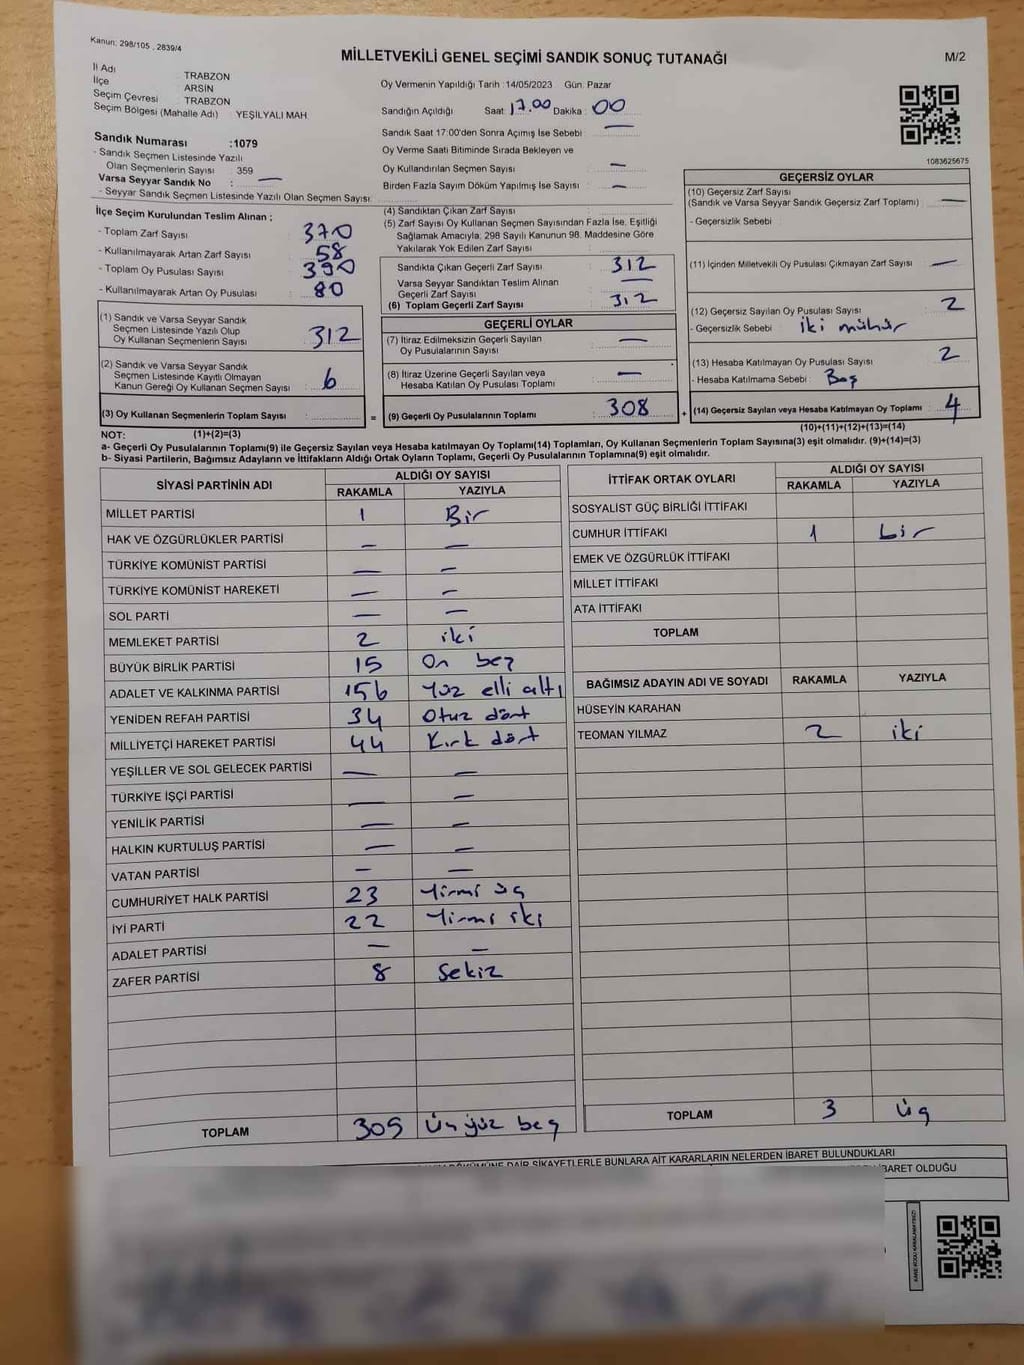 Kanun: 298/105 , 2839/4
MİLLETVEKİLİ GENEL SEÇİMİ SANDIK SONUÇ TUTANAĞI
M/2
İl Adı : TRABZON
İlçe : ARSIN
Seçim Çevresi : TRABZON
Seçim Bölgesi (Mahalle Adı) : YEŞİLYALI MAH.
Sandık Numarası :1079
- Sandık Seçmen Listesinde Yazılı
Olan Seçmenlerin Sayısı : 359
Varsa Seyyar Sandık No : —
- Seyyar Sandık Seçmen Listesinde Yazılı Olan Seçmen Sayısı:
Oy Vermenin Yapıldığı Tarih :14/05/2023 Gün: Pazar
Sandığın Açıldığı Saat: 17.00 Dakika : 00
Sandık Saat 17:00'den Sonra Açımış İse Sebebi : —
Oy Verme Saati Bitiminde Sırada Bekleyen ve
Oy Kullandırılan Seçmen Sayısı : —
Birden Fazla Sayım Döküm Yapılmış İse Sayısı : —
1083625675
İlçe Seçim Kurulundan Teslim Alınan ;
- Toplam Zarf Sayısı : 370
- Kullanılmayarak Artan Zarf Sayısı : 58
- Toplam Oy Pusulası Sayısı : 390
- Kullanılmayarak Artan Oy Pusulası : 80
(1) Sandık ve Varsa Seyyar Sandık
Seçmen Listesinde Yazılı Olup
Oy Kullanan Seçmenlerin Sayısı : 312
(2) Sandık ve Varsa Seyyar Sandık
Seçmen Listesinde Kayıtlı Olmayan
Kanun Gereği Oy Kullanan Seçmen Sayısı : 6
(3) Oy Kullanan Seçmenlerin Toplam Sayısı :
(1)+(2)=(3)
(4) Sandıktan Çıkan Zarf Sayısı :
(5) Zarf Sayısı Oy Kullanan Seçmen Sayısından Fazla İse, Eşitliği
Sağlamak Amacıyla, 298 Sayılı Kanunun 98. Maddesine Göre
Yakılarak Yok Edilen Zarf Sayısı :
Sandıkta Çıkan Geçerli Zarf Sayısı : 312
Varsa Seyyar Sandıktan Teslim Alınan
Geçerli Zarf Sayısı : —
(6) Toplam Geçerli Zarf Sayısı : 312
GEÇERLİ OYLAR
(7) İtiraz Edilmeksizin Geçerli Sayılan
Oy Pusulalarının Sayısı : —
(8) İtiraz Üzerine Geçerli Sayılan veya
Hesaba Katılan Oy Pusulası Toplamı : —
= (9) Geçerli Oy Pusulalarının Toplamı : 308
GEÇERSİZ OYLAR
(10) Geçersiz Zarf Sayısı
(Sandık ve Varsa Seyyar Sandık Geçersiz Zarf Toplamı) : —
- Geçersizlik Sebebi :
(11) İçinden Milletvekili Oy Pusulası Çıkmayan Zarf Sayısı : —
(12) Geçersiz Sayılan Oy Pusulası Sayısı : 2
- Geçersizlik Sebebi : iki mühür
(13) Hesaba Katılmayan Oy Pusulası Sayısı : 2
- Hesaba Katılmama Sebebi : Boş
+ (14) Geçersiz Sayılan veya Hesaba Katılmayan Oy Toplamı : 4
(10)+(11)+(12)+(13)=(14)
NOT:
a- Geçerli Oy Pusulalarının Toplamı(9) ile Geçersiz Sayılan veya Hesaba katılmayan Oy Toplamı(14) Toplamları, Oy Kullanan Seçmenlerin Toplam Sayısına(3) eşit olmalıdır. (9)+(14)=(3)
b- Siyasi Partilerin, Bağımsız Adayların ve İttifakların Aldığı Ortak Oyların Toplamı, Geçerli Oy Pusulalarının Toplamına(9) eşit olmalıdır.
SİYASİ PARTİNİN ADI ALDIĞI OY SAYISI
RAKAMLA YAZIYLA
MİLLET PARTİSİ 1 Bir
HAK VE ÖZGÜRLÜKLER PARTİSİ — —
TÜRKİYE KOMÜNİST PARTİSİ — —
TÜRKİYE KOMÜNİST HAREKETİ — —
SOL PARTİ — —
MEMLEKET PARTİSİ 2 iki
BÜYÜK BİRLİK PARTİSİ 15 On beş
ADALET VE KALKINMA PARTİSİ 156 Yüz elli altı
YENİDEN REFAH PARTİSİ 34 Otuz dört
MİLLİYETÇİ HAREKET PARTİSİ 44 Kırk dört
YEŞİLLER VE SOL GELECEK PARTİSİ — —
TÜRKİYE İŞÇİ PARTİSİ — —
YENİLİK PARTİSİ — —
HALKIN KURTULUŞ PARTİSİ — —
VATAN PARTİSİ — —
CUMHURİYET HALK PARTİSİ 23 Yirmi üç
İYİ PARTİ 22 Yirmi iki
ADALET PARTİSİ — —
ZAFER PARTİSİ 8 Sekiz
TOPLAM 305 Üçyüz beş
İTTİFAK ORTAK OYLARI ALDIĞI OY SAYISI
RAKAMLA YAZIYLA
SOSYALİST GÜÇ BİRLİĞİ İTTİFAKI
CUMHUR İTTİFAKI 1 bir
EMEK VE ÖZGÜRLÜK İTTİFAKI
MİLLET İTTİFAKI
ATA İTTİFAKI
TOPLAM
BAĞIMSIZ ADAYIN ADI VE SOYADI RAKAMLA YAZIYLA
HÜSEYİN KARAHAN
TEOMAN YILMAZ 2 iki
TOPLAM 3 üç
DÖKÜMÜNE DAİR ŞİKAYETLERLE BUNLARA AİT KARARLARIN NELERDEN İBARET BULUNDUKLARI
İBARET OLDUĞU